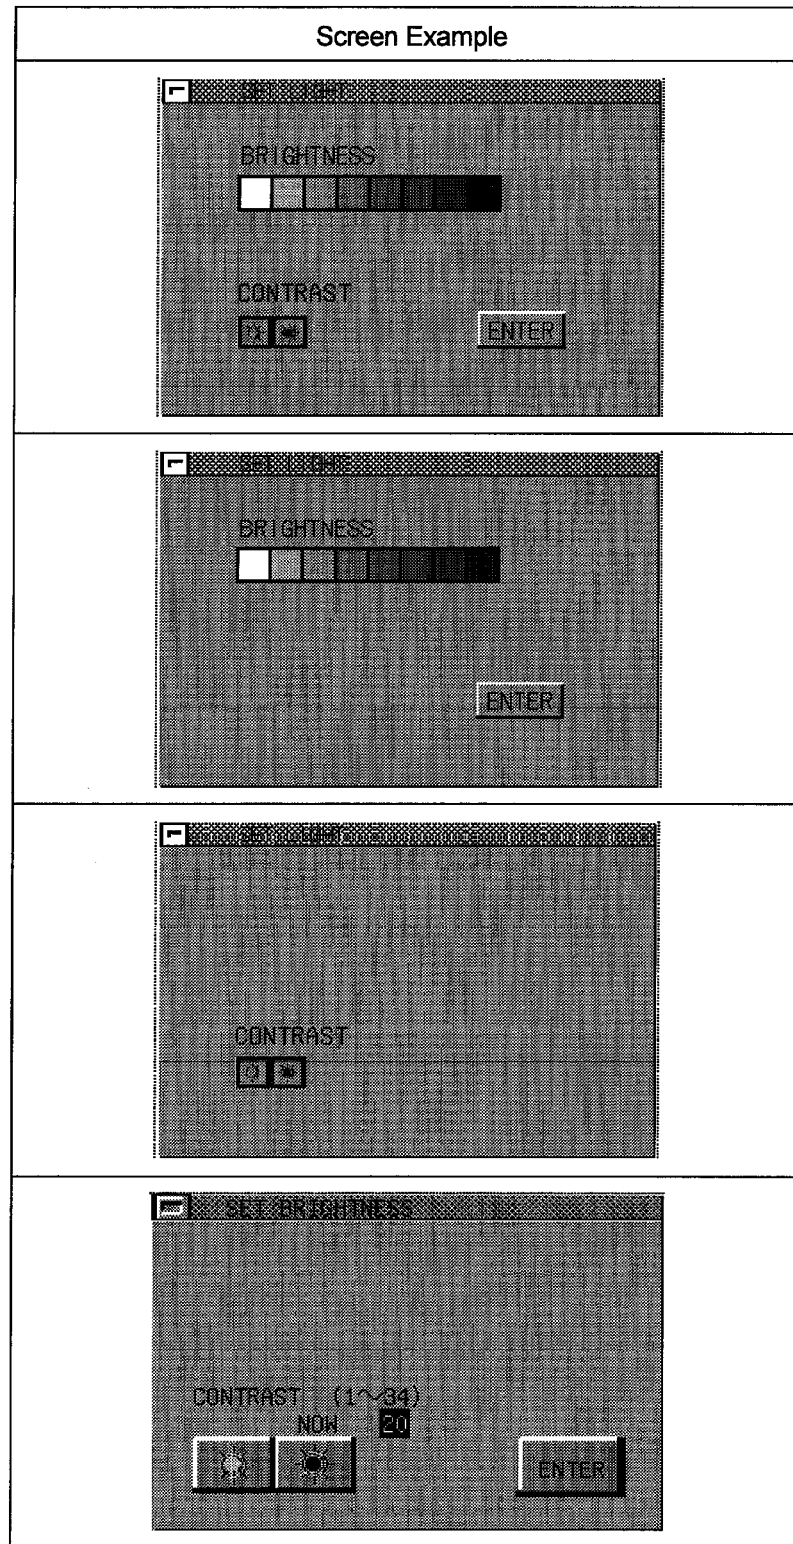 Screen Example
SET LIGHT
BRIGHTNESS
CONTRAST
ENTER
SET LIGHT
BRIGHTNESS
ENTER
SET LIGHT
CONTRAST
SET BRIGHTNESS
CONTRAST (1～34)
NOW 20
ENTER